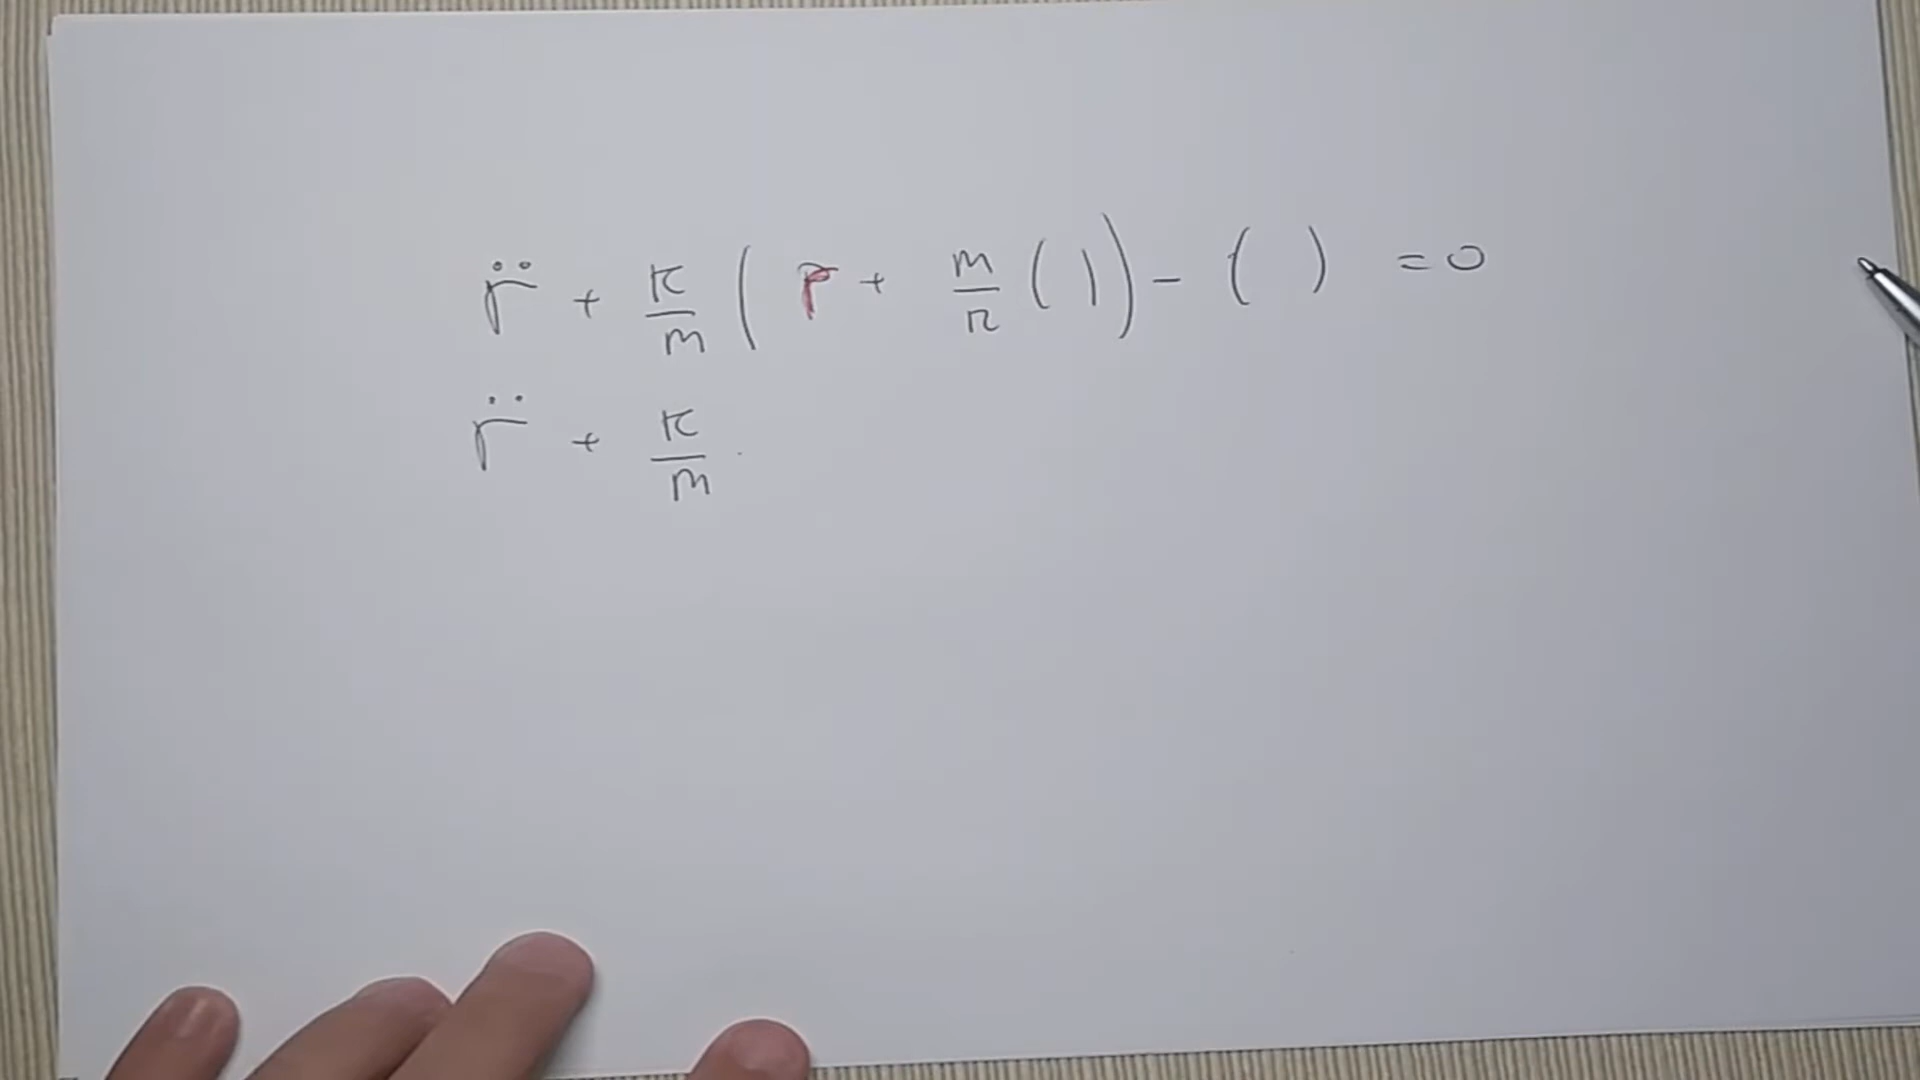 r̈ + k/m ( r + m/k ( ) ) - ( ) = 0
r̈ + k/m